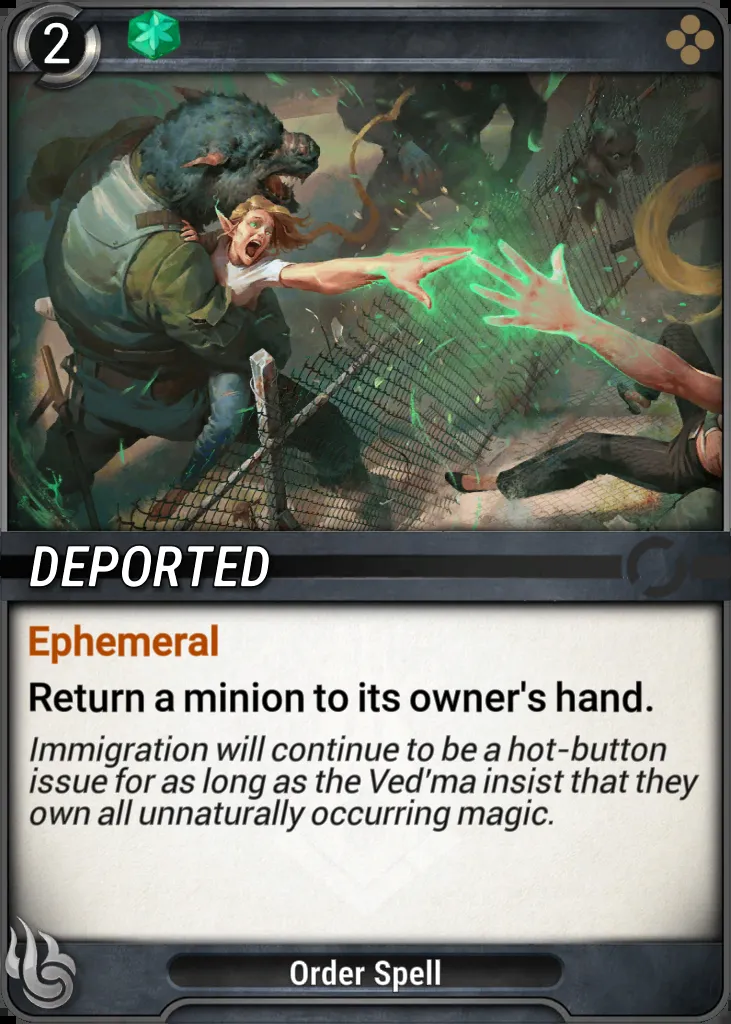 2
DEPORTED
Ephemeral
Return a minion to its owner's hand.
Immigration will continue to be a hot-button
issue for as long as the Ved'ma insist that they
own all unnaturally occurring magic.
Order Spell